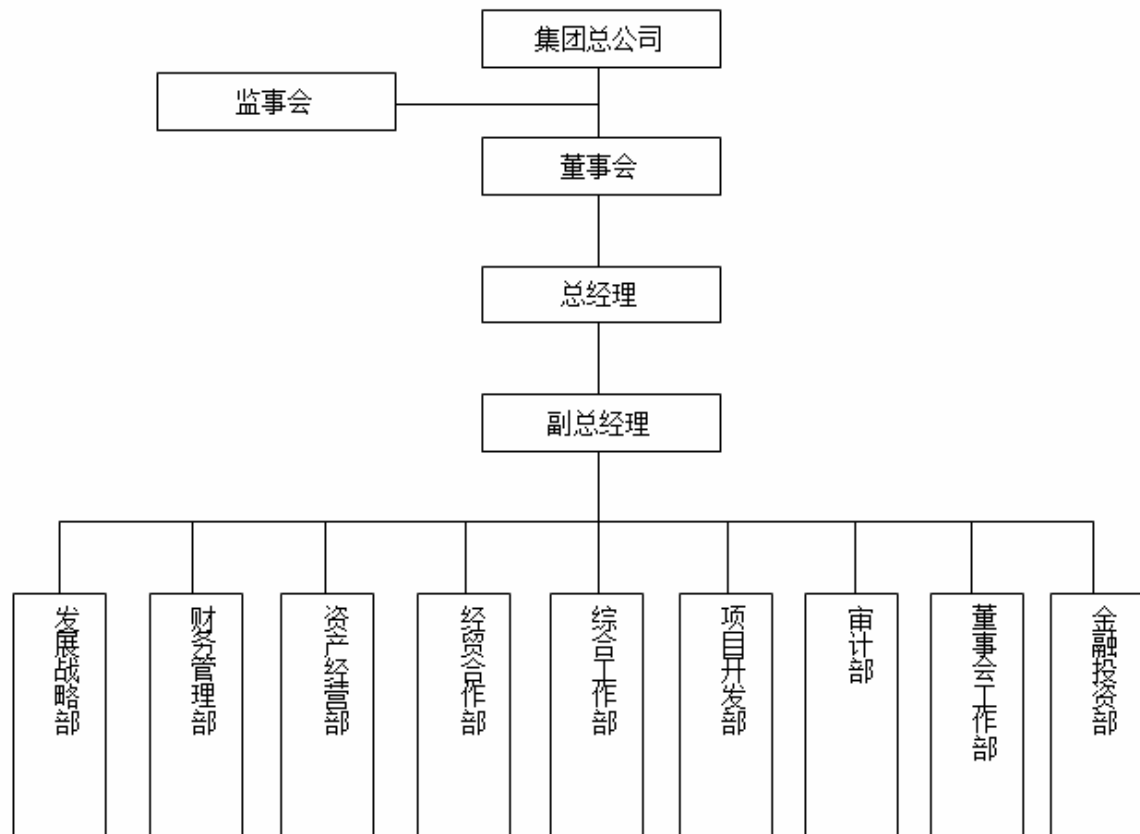 集团总公司
监事会
董事会
总经理
副总经理
发展战略部
财务管理部
资产经营部
经贸合作部
综合工作部
项目开发部
审计部
董事会工作部
金融投资部